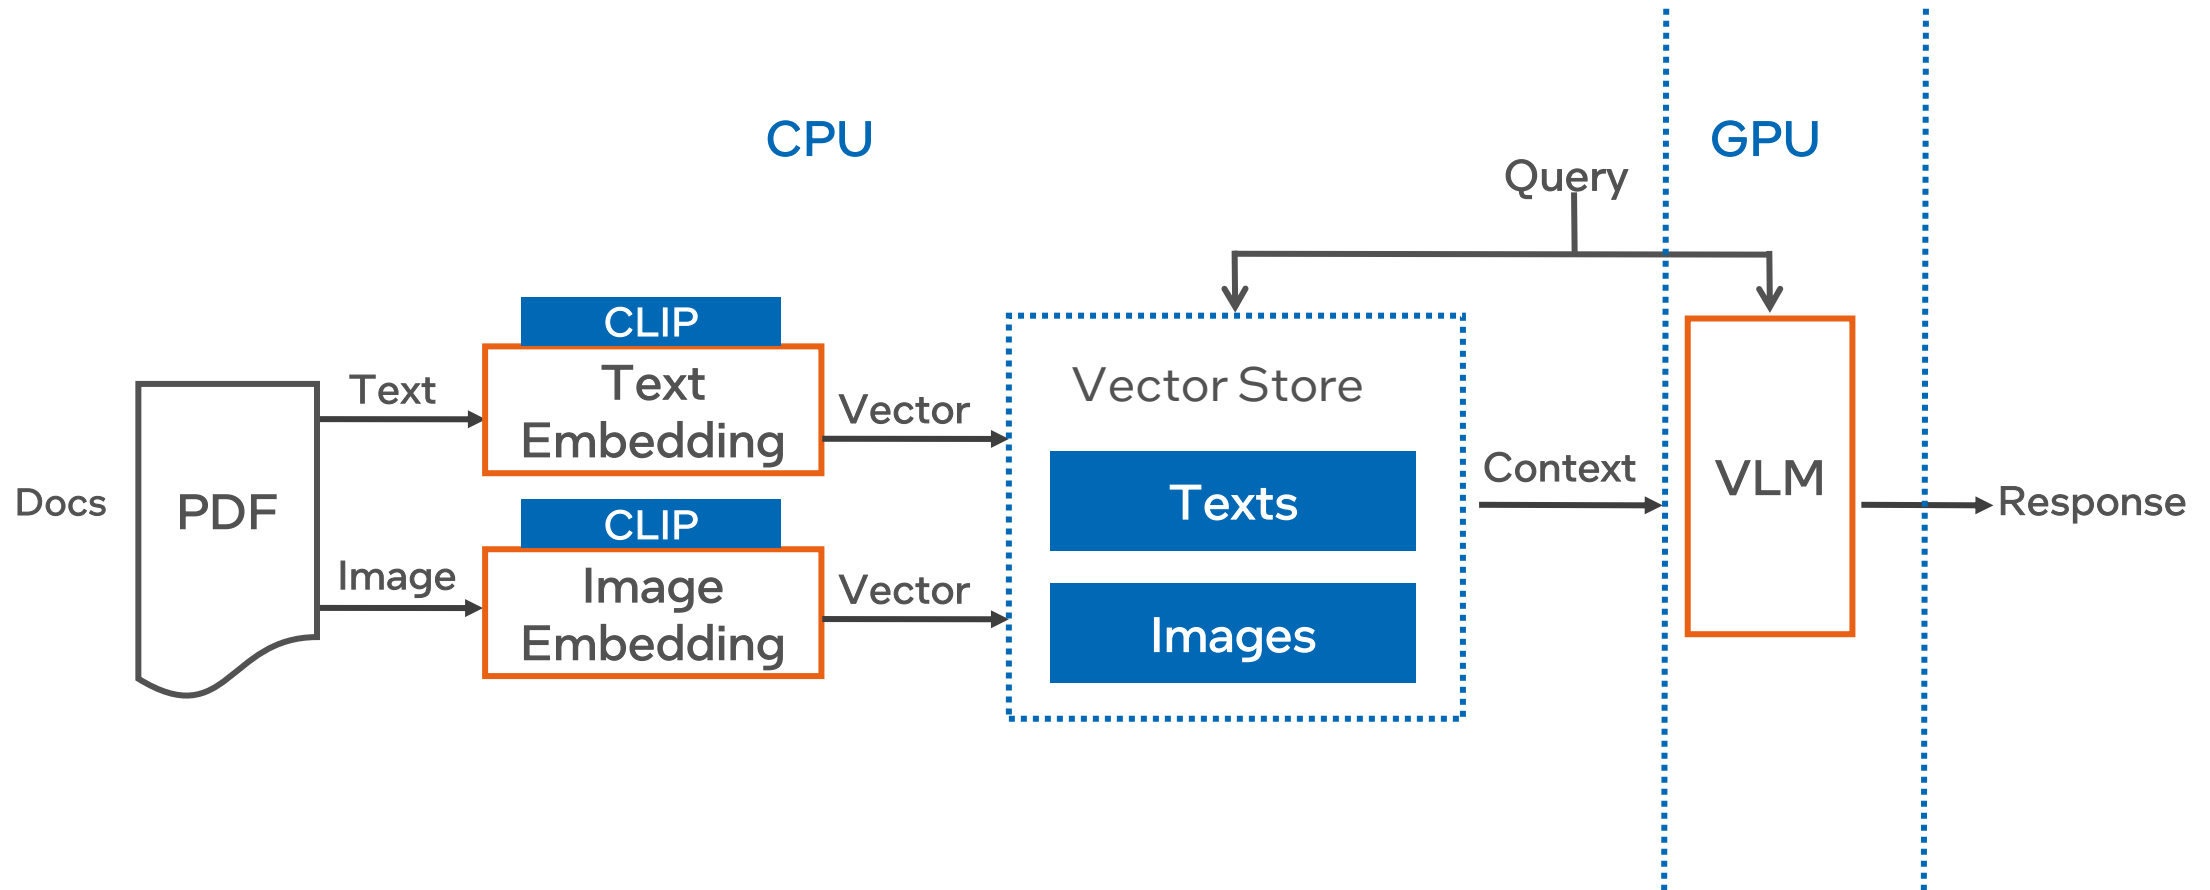 CPU
GPU
Query
Docs
PDF
Text
Image
CLIP
Text
Embedding
CLIP
Image
Embedding
Vector
Vector
Vector Store
Texts
Images
Context
VLM
Response